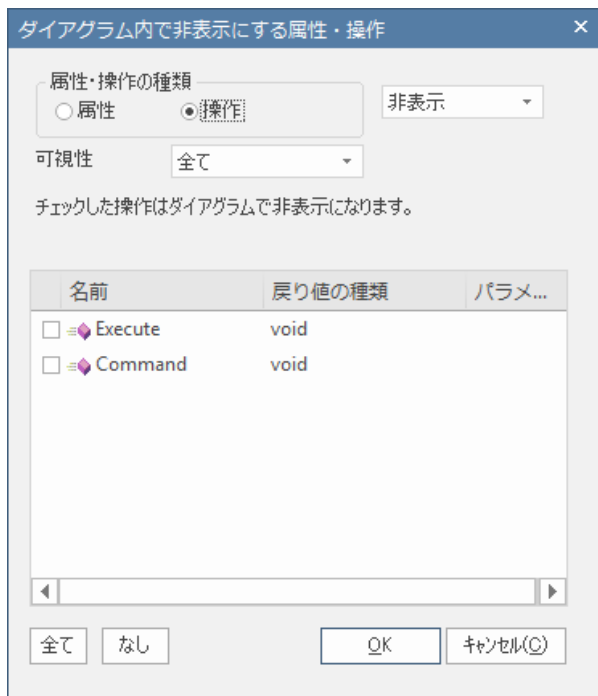 ダイアグラム内で非表示にする属性・操作 ×
属性・操作の種類
属性 操作 非表示
可視性 全て
チェックした操作はダイアグラムで非表示になります。
名前 戻り値の種類 パラメ...
Execute void
Command void
全て なし OK キャンセル(C)